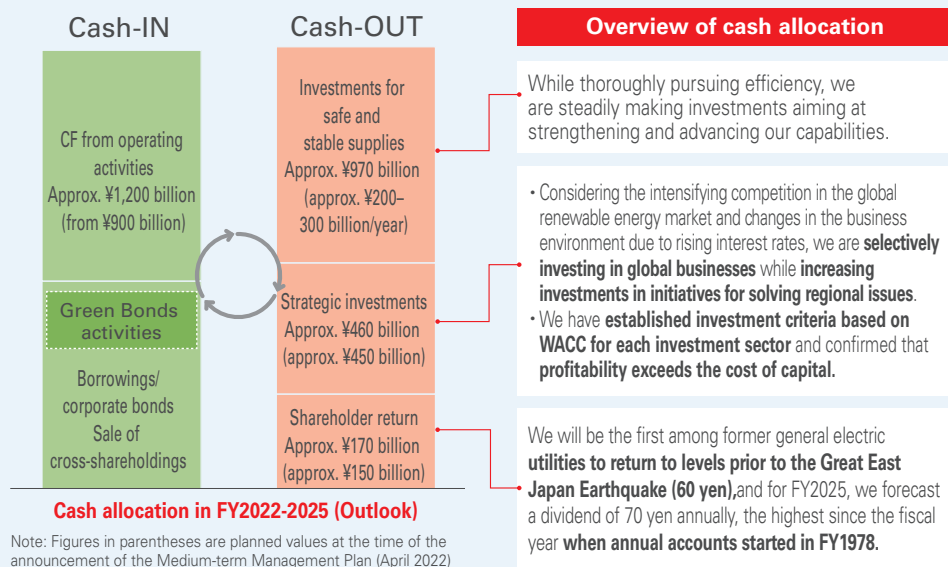 Cash-IN
CF from operating
activities
Approx. ¥1,200 billion
(from ¥900 billion)
Green Bonds
activities
Borrowings/
corporate bonds
Sale of
cross-shareholdings
Cash-OUT
Investments for
safe and
stable supplies
Approx. ¥970 billion
(approx. ¥200–
300 billion/year)
Strategic investments
Approx. ¥460 billion
(approx. ¥450 billion)
Shareholder return
Approx. ¥170 billion
(approx. ¥150 billion)
Cash allocation in FY2022-2025 (Outlook)
Note: Figures in parentheses are planned values at the time of the
announcement of the Medium-term Management Plan (April 2022)
Overview of cash allocation
While thoroughly pursuing efficiency, we
are steadily making investments aiming at
strengthening and advancing our capabilities.
• Considering the intensifying competition in the global
renewable energy market and changes in the business
environment due to rising interest rates, we are selectively
investing in global businesses while increasing
investments in initiatives for solving regional issues.
• We have established investment criteria based on
WACC for each investment sector and confirmed that
profitability exceeds the cost of capital.
We will be the first among former general electric
utilities to return to levels prior to the Great East
Japan Earthquake (60 yen),and for FY2025, we forecast
a dividend of 70 yen annually, the highest since the fiscal
year when annual accounts started in FY1978.